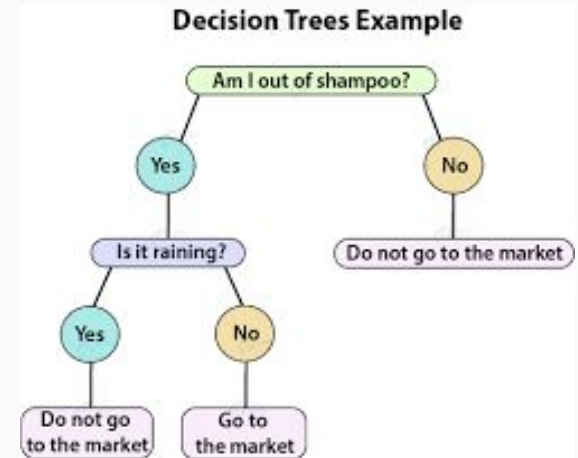 Decision Trees Example
Am I out of shampoo?
Yes
No
Is it raining?
Do not go to the market
Yes
No
Do not go
to the market
Go to
the market